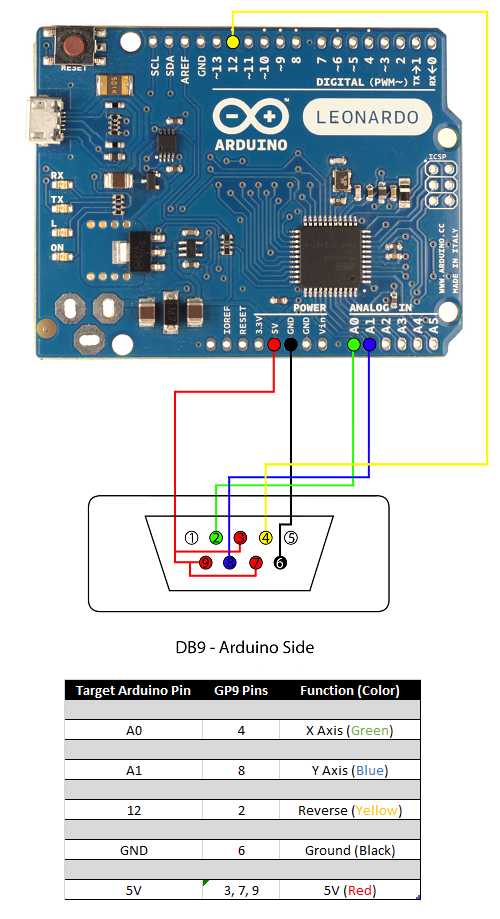 RESET
SCL
SDA
AREF
GND
~13
12
~11
~10
~9
8
7
~6
~5
4
~3
2
TX→1
RX←0
DIGITAL (PWM~)
™
ARDUINO
LEONARDO
ICSP
RX
TX
L
ON
WWW.ARDUINO.CC
MADE IN ITALY
POWER
ANALOG IN
IOREF
RESET
3.3V
5V
GND
GND
Vin
A0
A1
A2
A3
A4
A5
1 2 3 4 5
9 8 7 6
DB9 - Arduino Side
Target Arduino Pin GP9 Pins Function (Color)
A0 4 X Axis (Green)
A1 8 Y Axis (Blue)
12 2 Reverse (Yellow)
GND 6 Ground (Black)
5V 3, 7, 9 5V (Red)